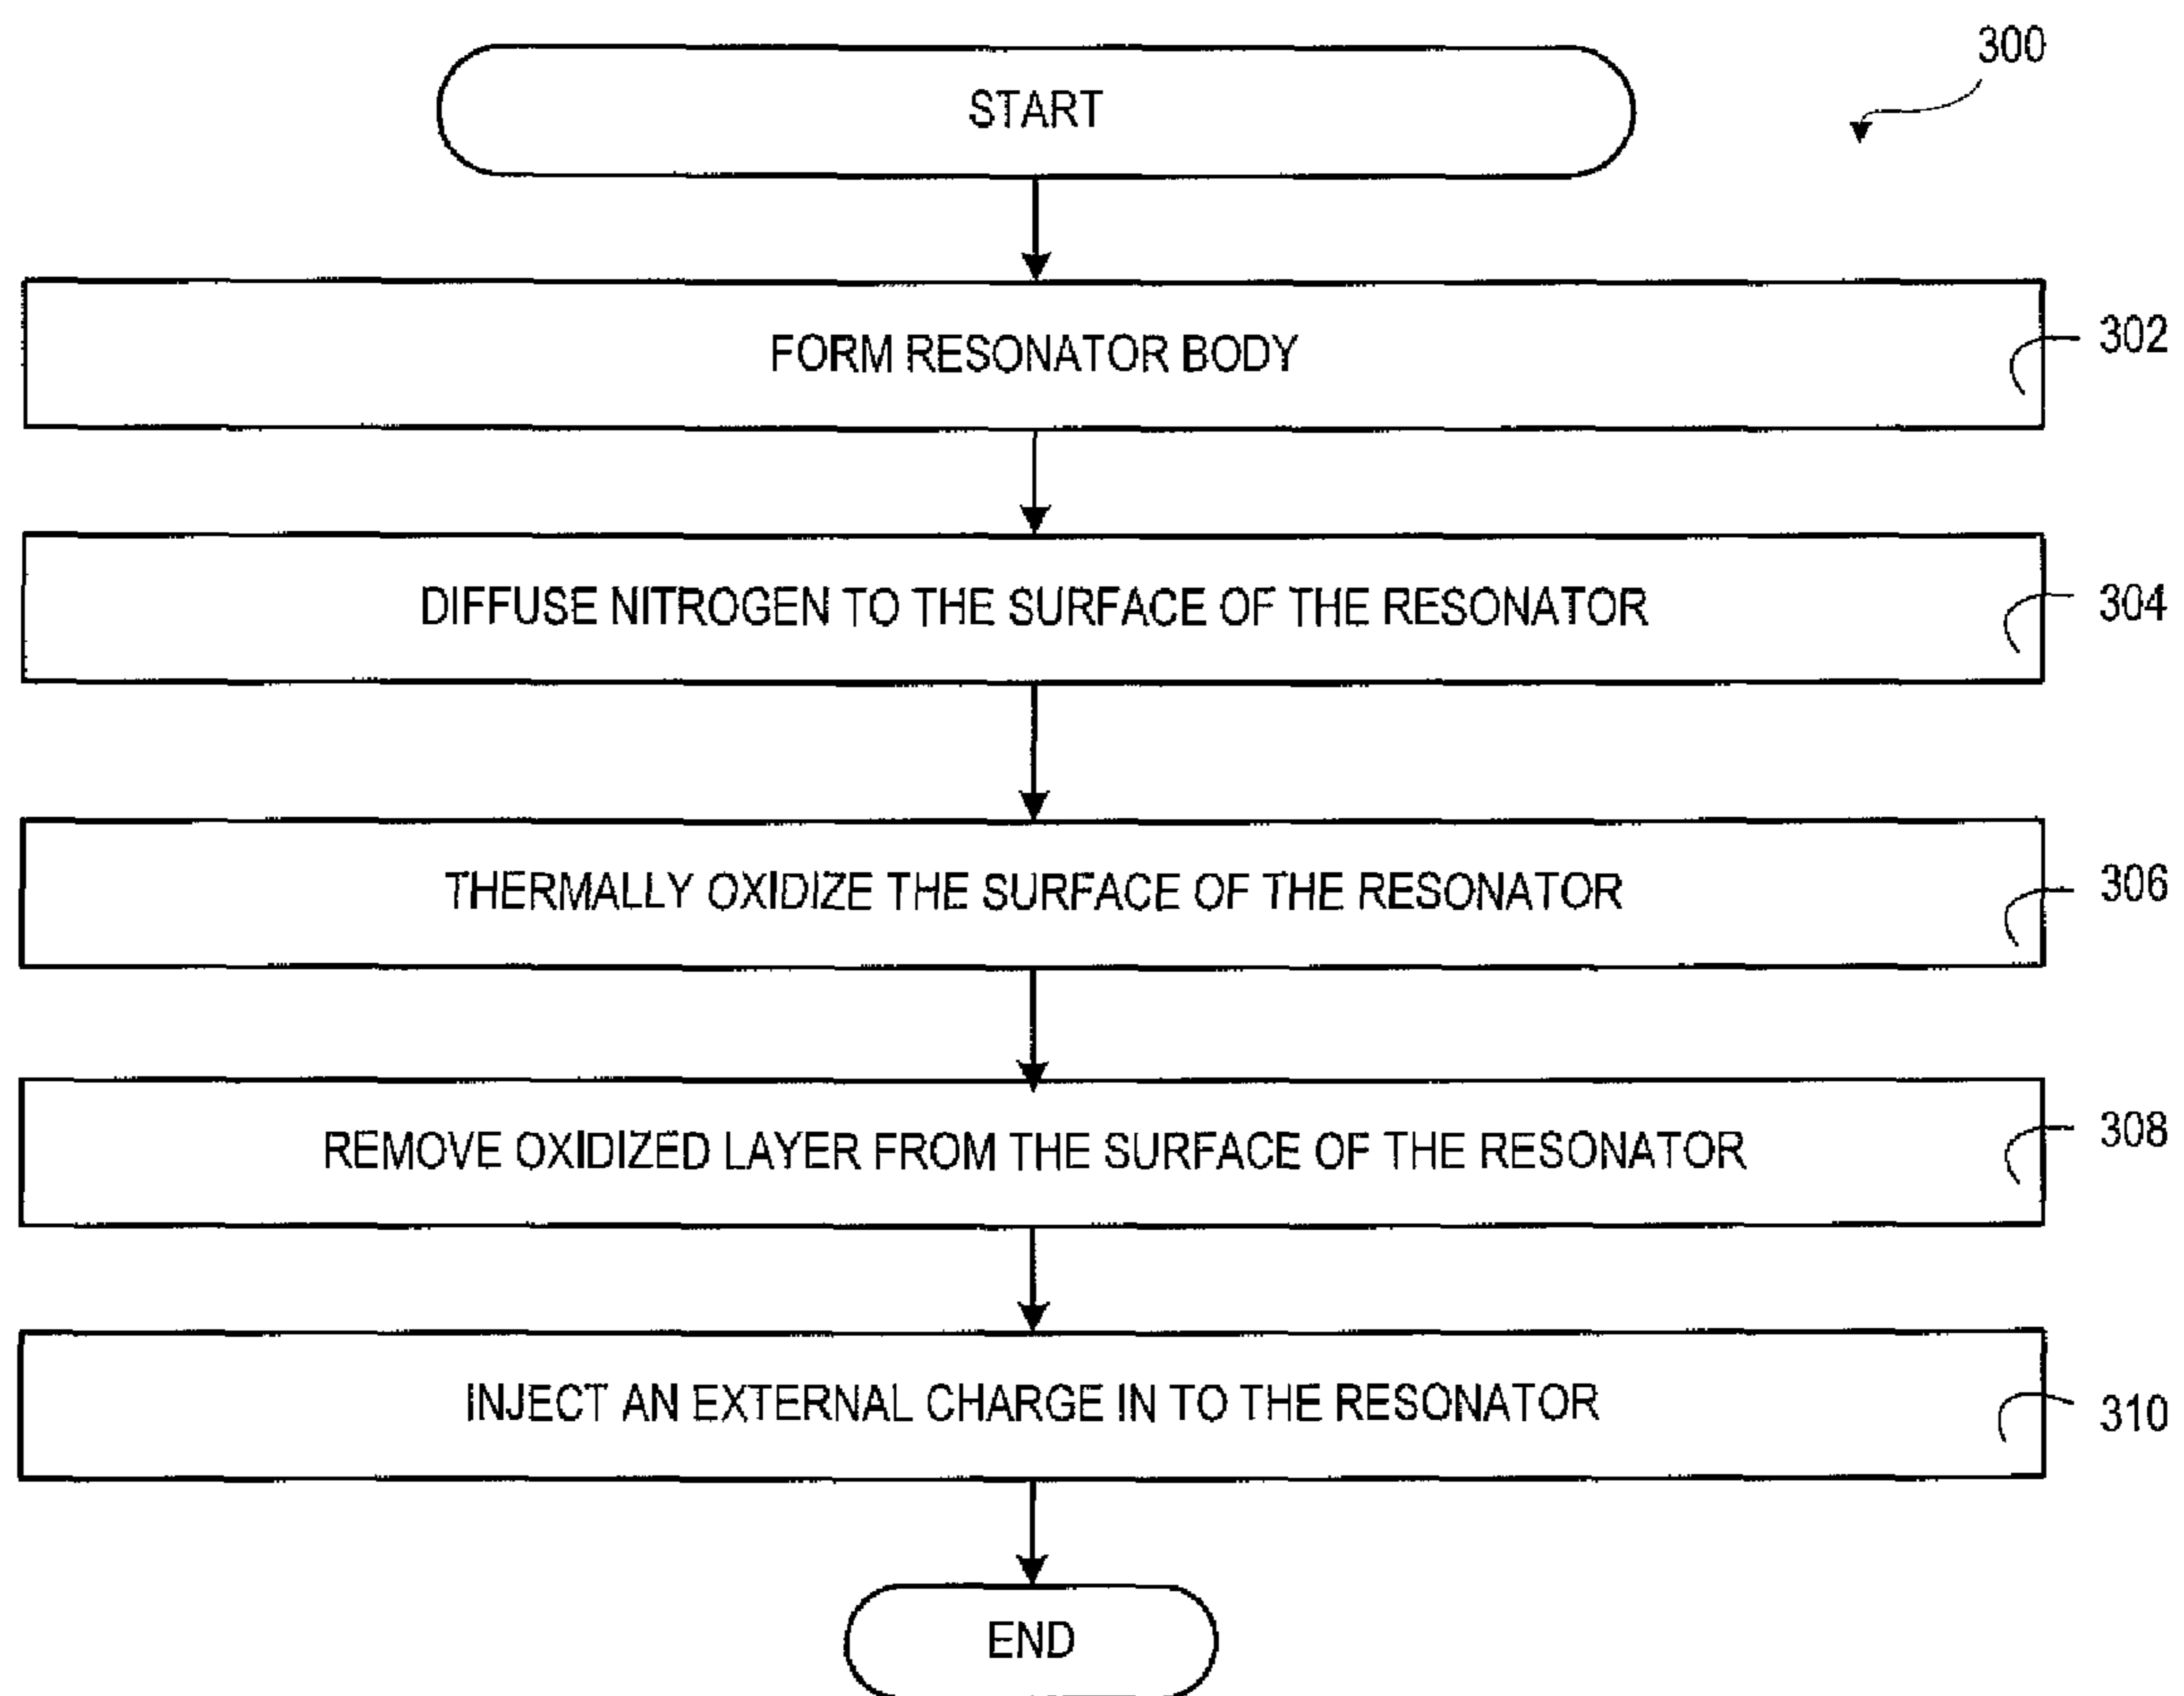 300
START
FORM RESONATOR BODY
302
DIFFUSE NITROGEN TO THE SURFACE OF THE RESONATOR
304
THERMALLY OXIDIZE THE SURFACE OF THE RESONATOR
306
REMOVE OXIDIZED LAYER FROM THE SURFACE OF THE RESONATOR
308
INJECT AN EXTERNAL CHARGE IN TO THE RESONATOR
310
END